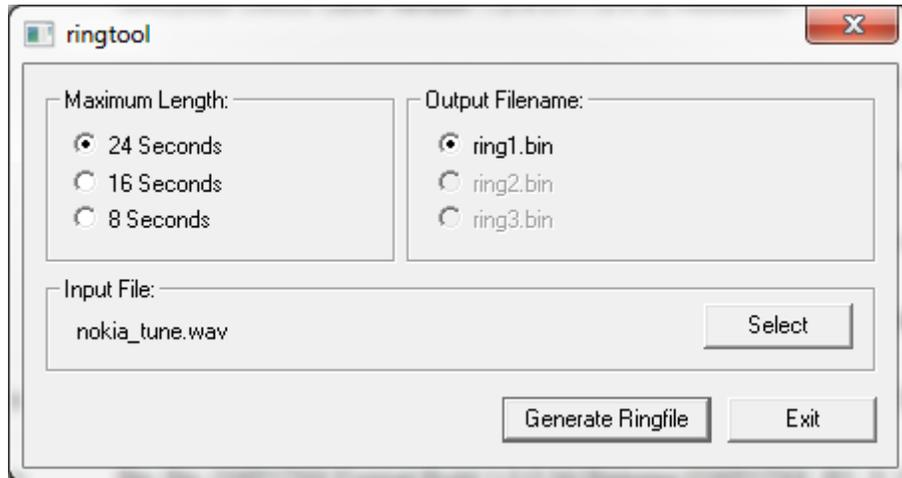 ringtool
Maximum Length:
24 Seconds
16 Seconds
8 Seconds
Output Filename:
ring1.bin
ring2.bin
ring3.bin
Input File:
nokia_tune.wav
Select
Generate Ringfile
Exit